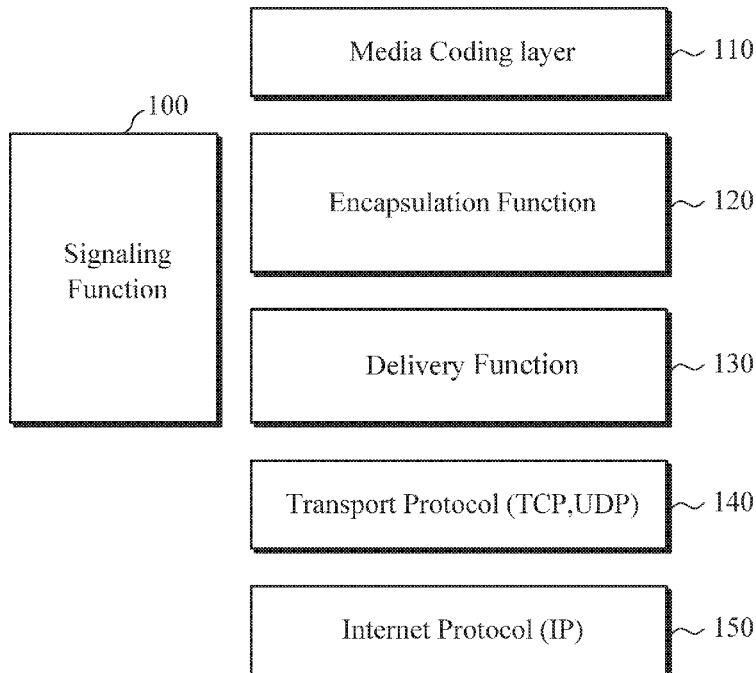 Media Coding layer
110
100
Signaling
Function
Encapsulation Function
120
Delivery Function
130
Transport Protocol (TCP,UDP)
140
Internet Protocol (IP)
150